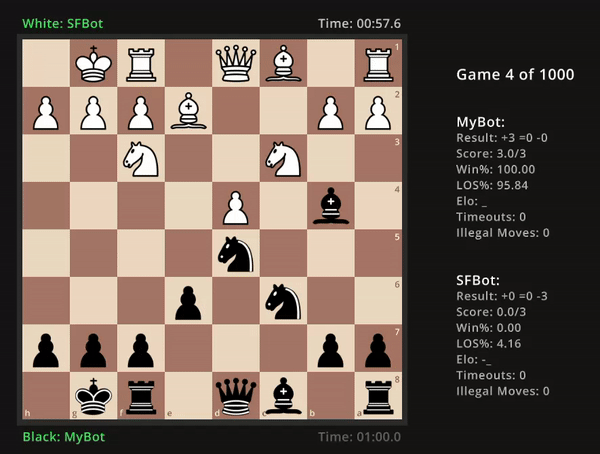 White: SFBot Time: 00:57.6
1
2
3
4
5
6
7
8
h g f e d c b a
Black: MyBot Time: 01:00.0
Game 4 of 1000
MyBot:
Result: +3 =0 -0
Score: 3.0/3
Win%: 100.00
LOS%: 95.84
Elo: _
Timeouts: 0
Illegal Moves: 0
SFBot:
Result: +0 =0 -3
Score: 0.0/3
Win%: 0.00
LOS%: 4.16
Elo: -_
Timeouts: 0
Illegal Moves: 0